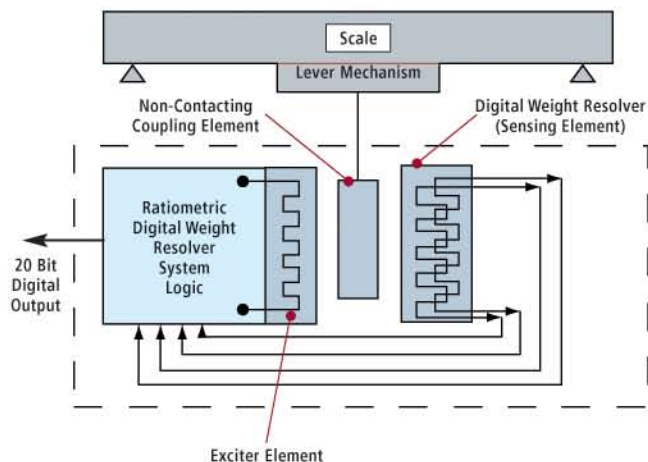 Scale
Lever Mechanism
Non-Contacting
Coupling Element
Digital Weight Resolver
(Sensing Element)
Ratiometric
Digital Weight
Resolver
System
Logic
20 Bit
Digital
Output
Exciter Element